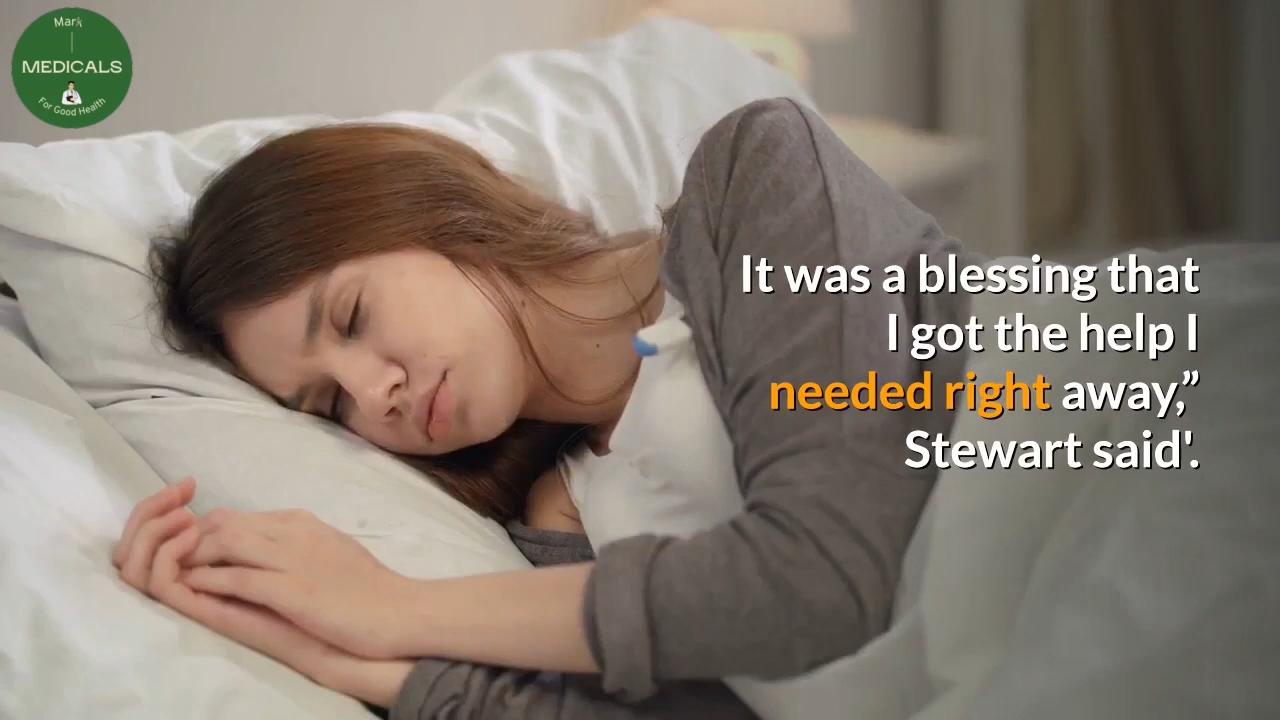 Mark
MEDICALS
For Good Health
It was a blessing that
I got the help I
needed right away,”
Stewart said'.